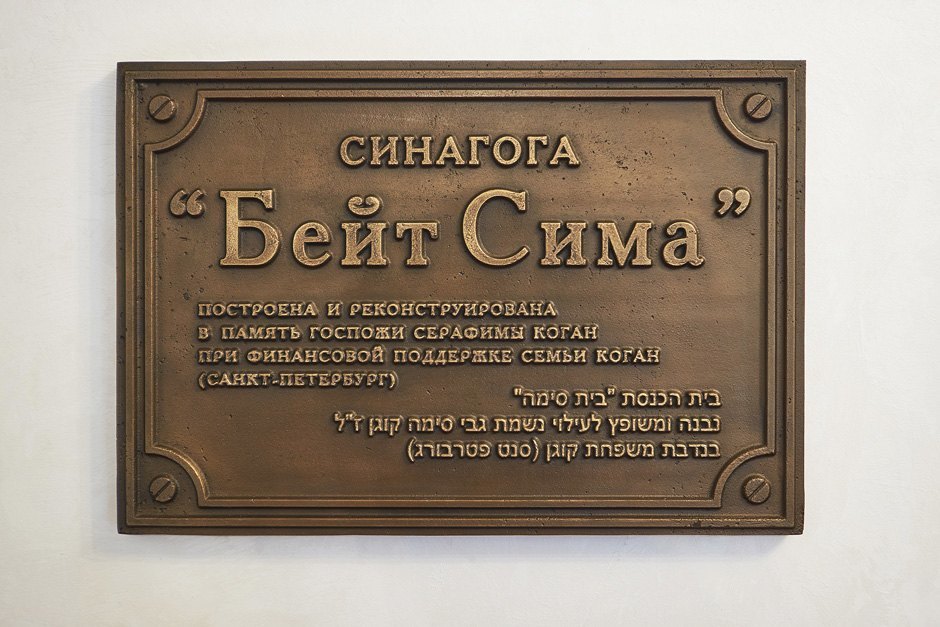 СИНАГОГА
“Бейт Сима”
ПОСТРОЕНА И РЕКОНСТРУИРОВАНА
В ПАМЯТЬ ГОСПОЖИ СЕРАФИМЫ КОГАН
ПРИ ФИНАНСОВОЙ ПОДДЕРЖКЕ СЕМЬИ КОГАН
(САНКТ-ПЕТЕРБУРГ)
בית הכנסת "בית סימה"
נבנה ומשופץ לעילוי נשמת גבי סימה קוגן ז"ל
בנדבת משפחת קוגן (סנט פטרבורג)